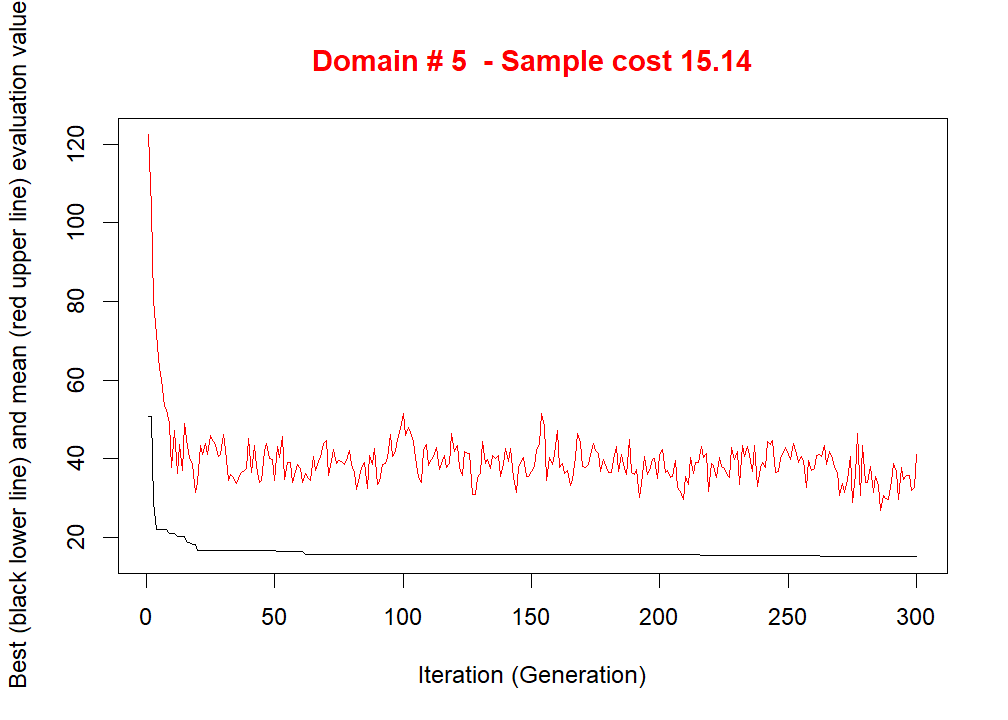 Domain # 5  - Sample cost 15.14
Best (black lower line) and mean (red upper line) evaluation value
120
100
80
60
40
20
0 50 100 150 200 250 300
Iteration (Generation)